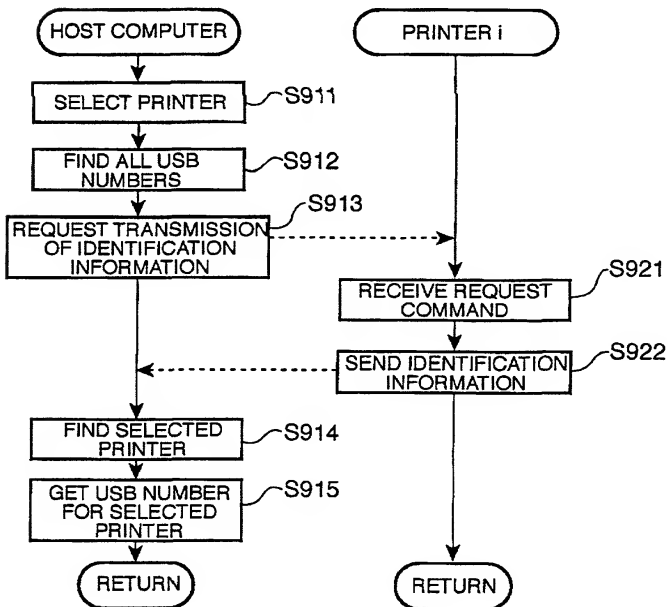 HOST COMPUTER
SELECT PRINTER
S911
FIND ALL USB
NUMBERS
S912
REQUEST TRANSMISSION
OF IDENTIFICATION
INFORMATION
S913
FIND SELECTED
PRINTER
S914
GET USB NUMBER
FOR SELECTED
PRINTER
S915
RETURN
PRINTER i
RECEIVE REQUEST
COMMAND
S921
SEND IDENTIFICATION
INFORMATION
S922
RETURN